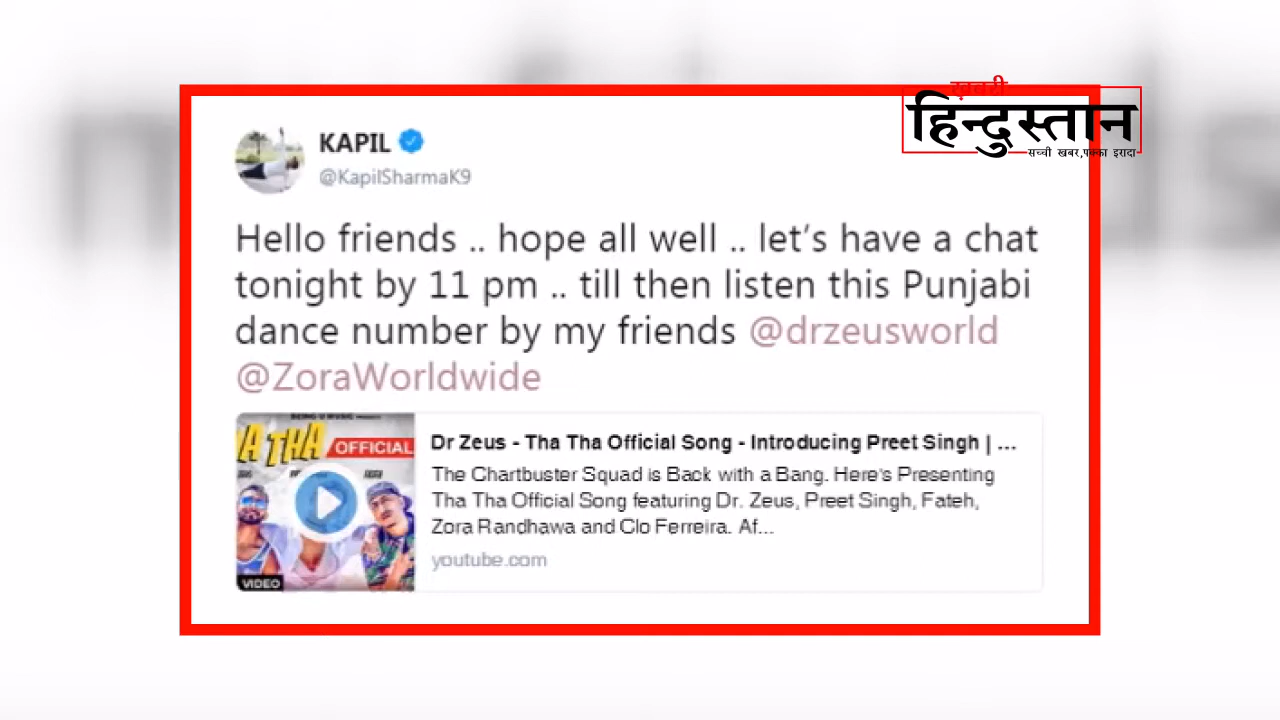 ख़बरी
हिन्दुस्तान
सच्ची खबर,पक्का इरादा
KAPIL
@KapilSharmaK9
Hello friends .. hope all well .. let's have a chat
tonight by 11 pm .. till then listen this Punjabi
dance number by my friends @drzeusworld
@ZoraWorldwide
A THA
OFFICIAL
VIDEO
Dr Zeus - Tha Tha Official Song - Introducing Preet Singh | ...
The Chartbuster Squad is Back with a Bang. Here's Presenting
Tha Tha Official Song featuring Dr. Zeus, Preet Singh, Fateh,
Zora Randhawa and Clo Ferreira. Af...
youtube.com